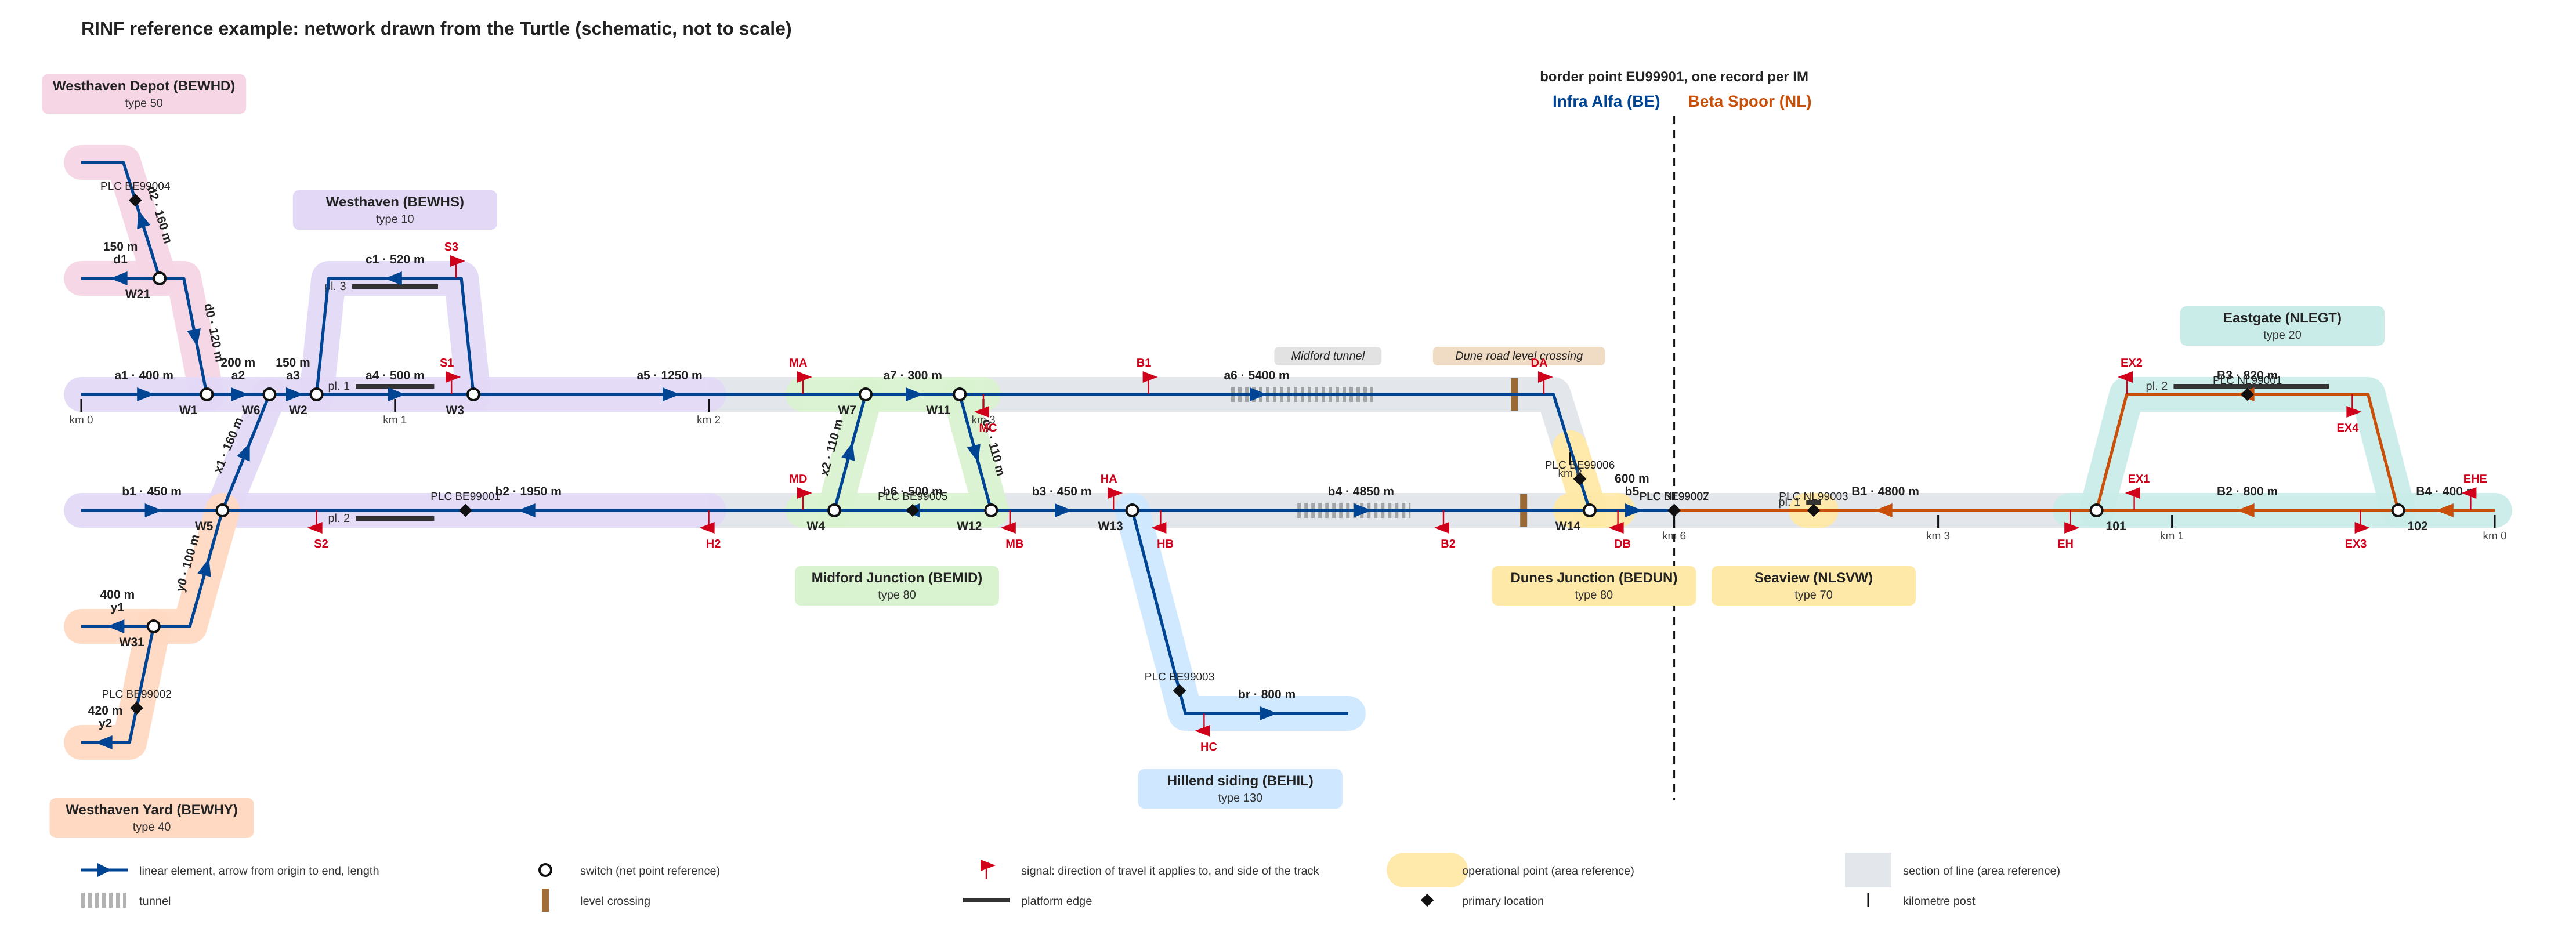 RINF reference example: network drawn from the Turtle (schematic, not to scale)
border point EU99901, one record per IM
Infra Alfa (BE)
Beta Spoor (NL)
Westhaven Depot (BEWHD)
type 50
PLC BE99004
d2 · 160 m
150 m
d1
W21
d0 · 120 m
Westhaven (BEWHS)
type 10
S3
c1 · 520 m
pl. 3
Eastgate (NLEGT)
type 20
a1 · 400 m
200 m
a2
150 m
a3
pl. 1
a4 · 500 m
S1
a5 · 1250 m
MA
a7 · 300 m
B1
a6 · 5400 m
Midford tunnel
Dune road level crossing
DA
EX2
pl. 2
B3 · 820 m
PLC NL99001
EX4
W1
W6
W2
W3
W7
W11
MC
km 0
km 1
km 2
km 3
x1 · 160 m
x2 · 110 m
· 110 m
b1 · 450 m
PLC BE99001
b2 · 1950 m
pl. 2
MD
b6 · 500 m
PLC BE99005
b3 · 450 m
HA
b4 · 4850 m
PLC BE99006
km
600 m
b5
PLC NL99003
pl. 1
B1 · 4800 m
EX1
B2 · 800 m
B4 · 400
EHE
W5
S2
H2
W4
W12
MB
W13
HB
B2
W14
DB
km 6
km 3
EH
101
km 1
EX3
102
km 0
y0 · 100 m
400 m
y1
W31
PLC BE99002
420 m
y2
Midford Junction (BEMID)
type 80
Dunes Junction (BEDUN)
type 80
Seaview (NLSVW)
type 70
PLC BE99003
br · 800 m
HC
Hillend siding (BEHIL)
type 130
Westhaven Yard (BEWHY)
type 40
linear element, arrow from origin to end, length
switch (net point reference)
signal: direction of travel it applies to, and side of the track
operational point (area reference)
section of line (area reference)
tunnel
level crossing
platform edge
primary location
kilometre post